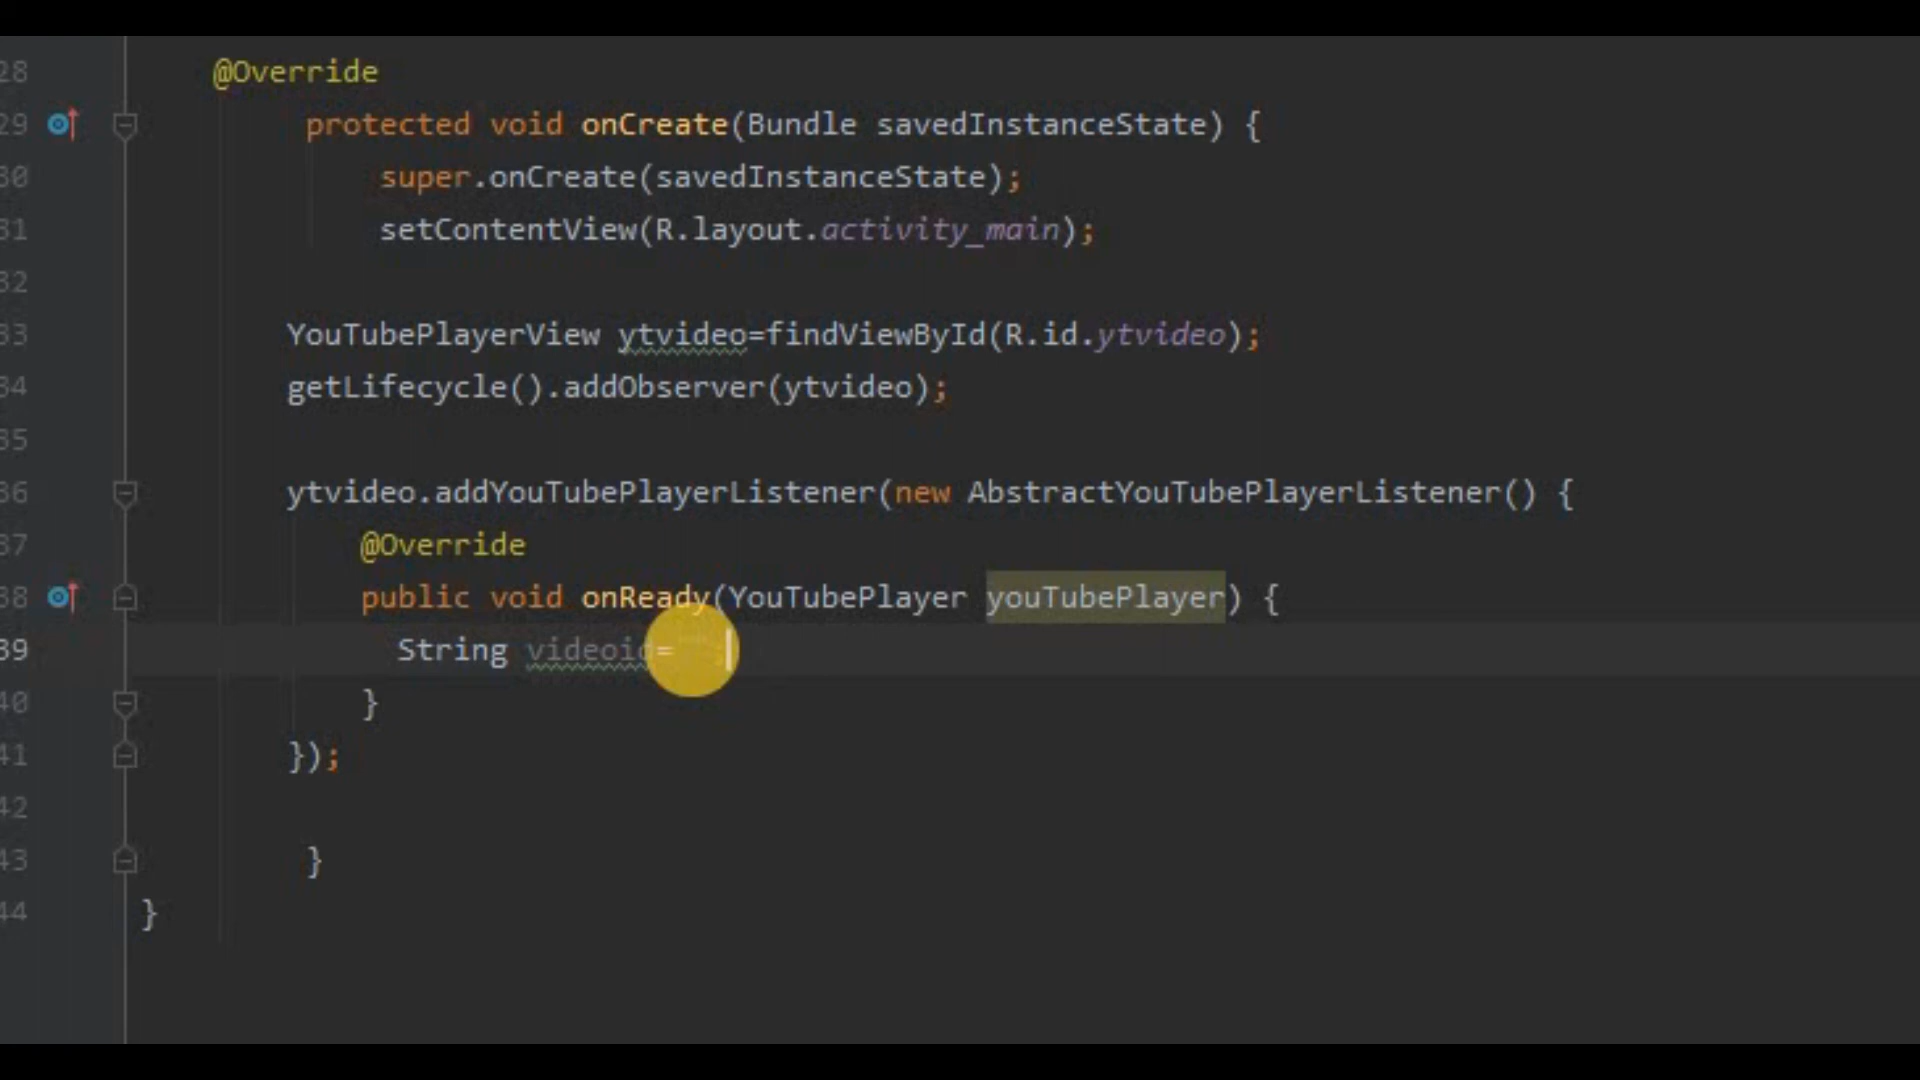 28 @Override
29 protected void onCreate(Bundle savedInstanceState) {
30 super.onCreate(savedInstanceState);
31 setContentView(R.layout.activity_main);
32
33 YouTubePlayerView ytvideo=findViewById(R.id.ytvideo);
34 getLifecycle().addObserver(ytvideo);
35
36 ytvideo.addYouTubePlayerListener(new AbstractYouTubePlayerListener() {
37 @Override
38 public void onReady(YouTubePlayer youTubePlayer) {
39 String videoid=
40 }
41 });
42
43 }
44 }